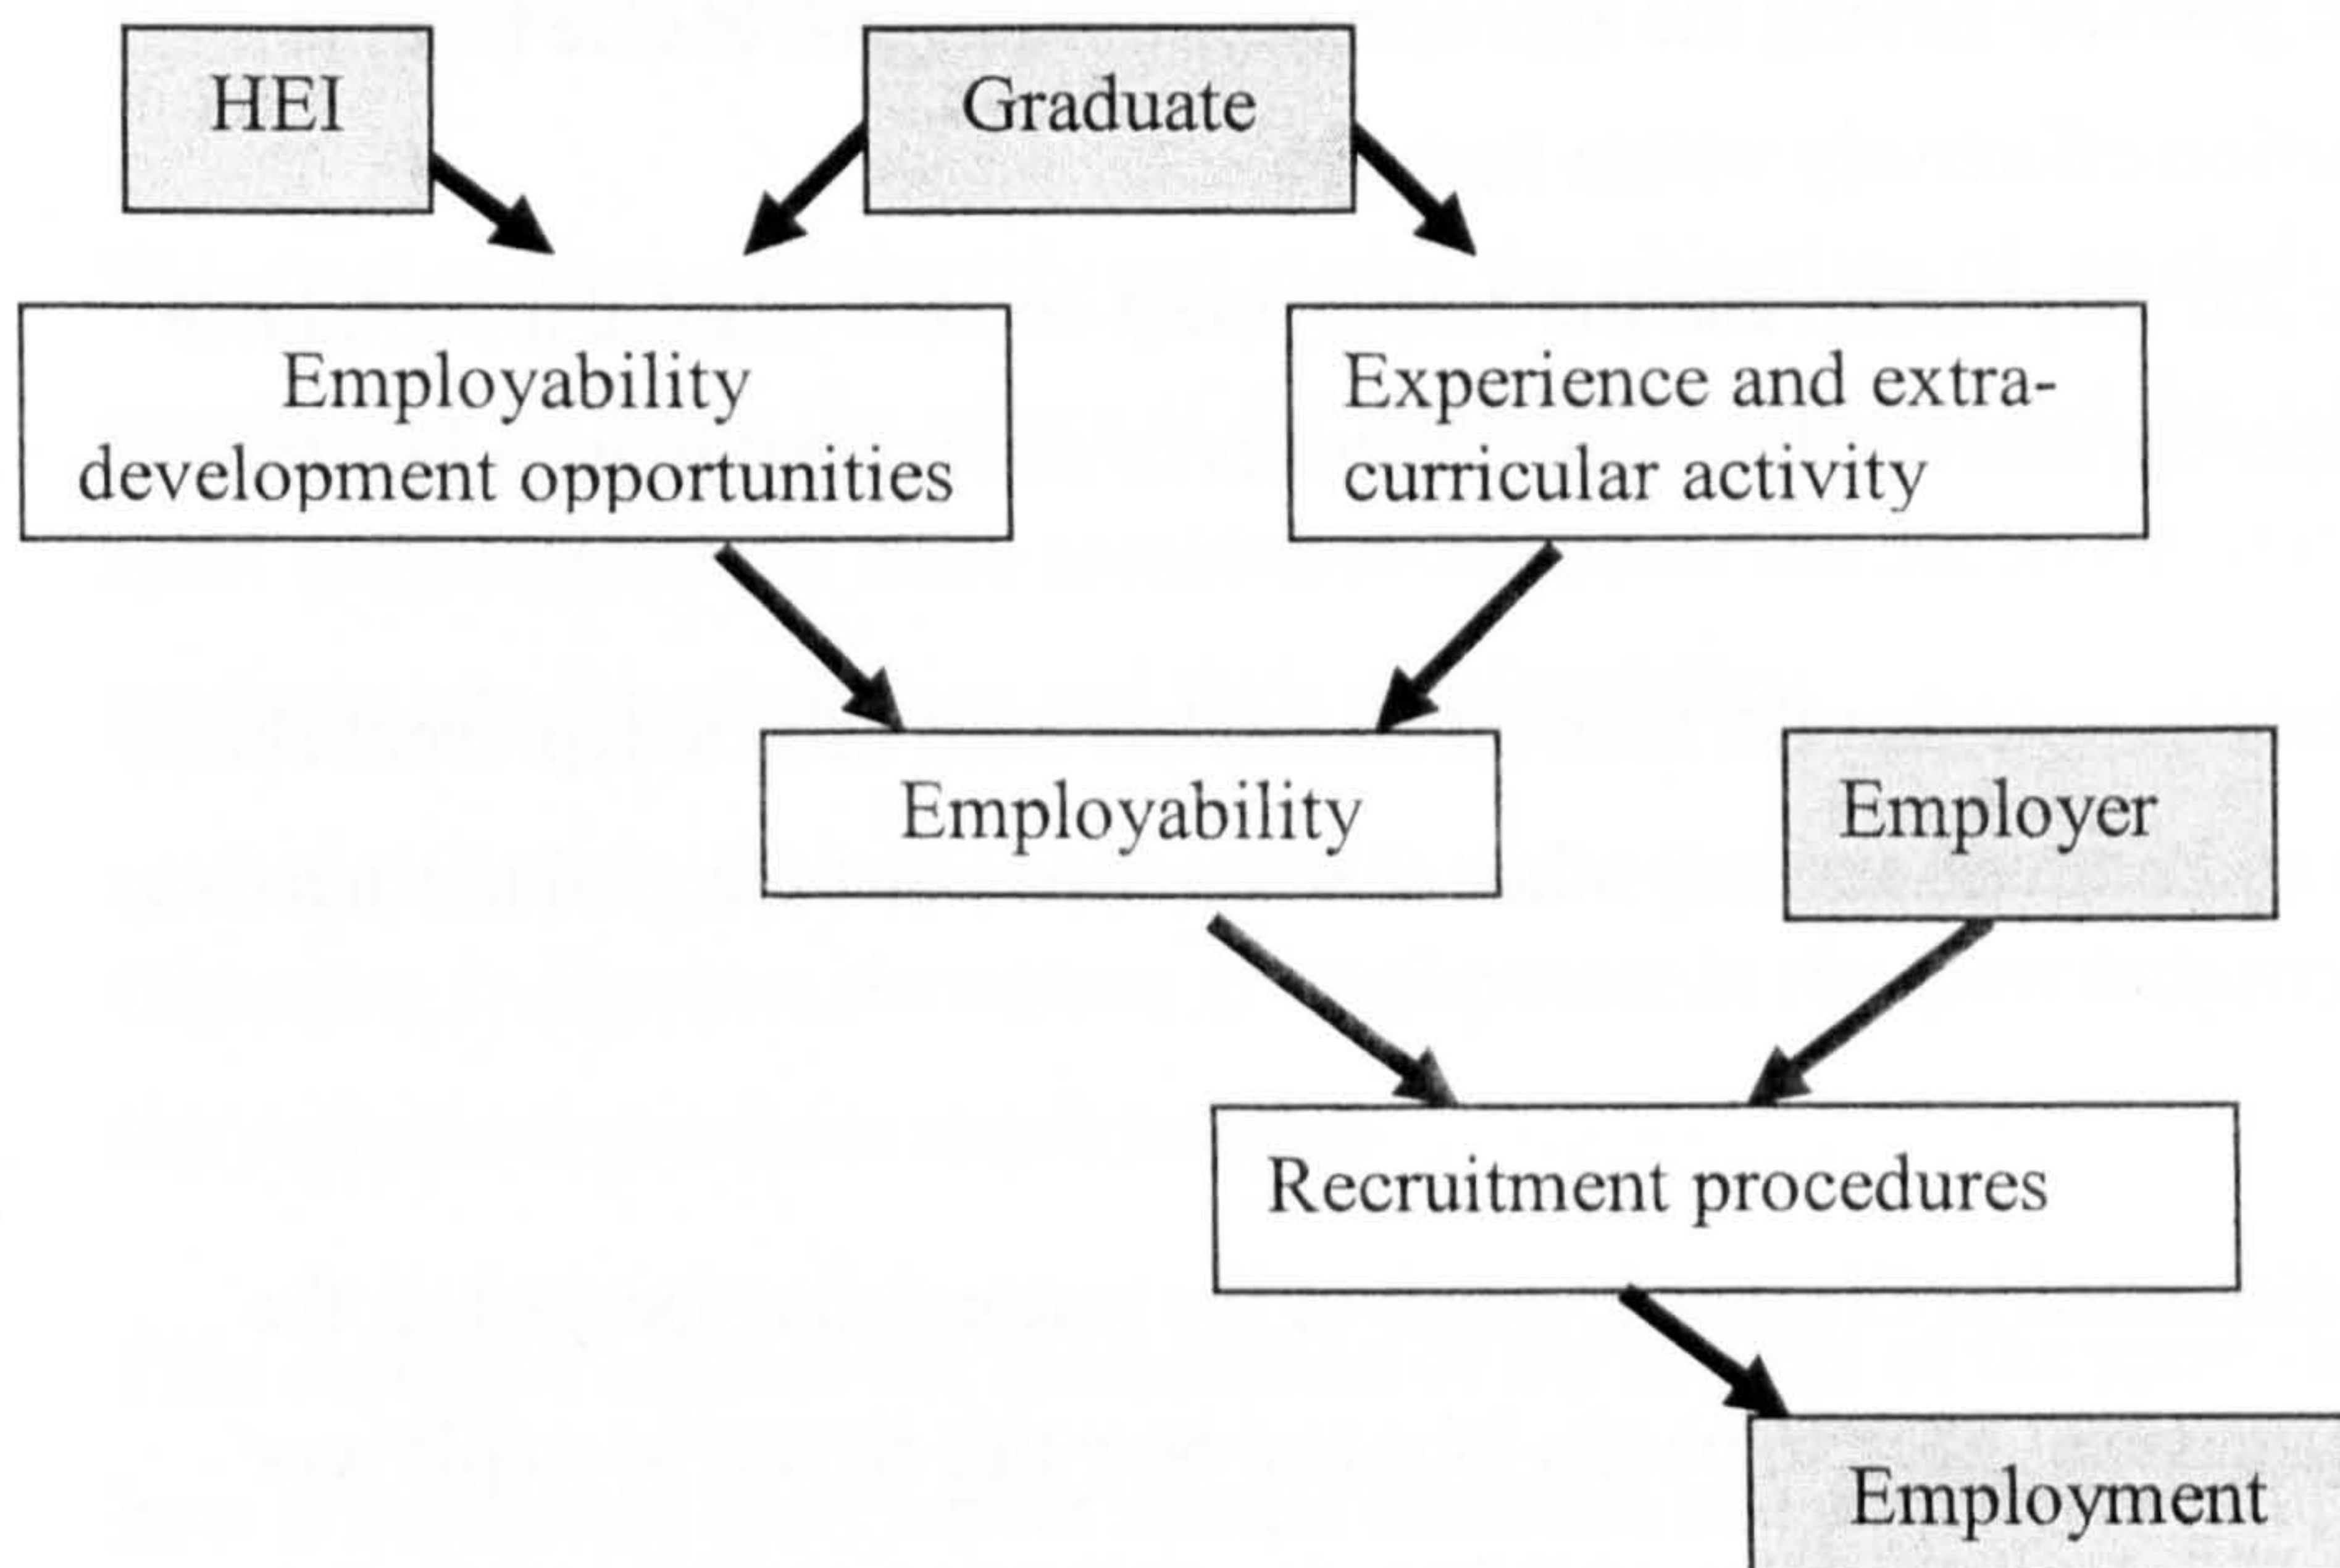 HEI
Graduate
Employability
development opportunities
Experience and extra-
curricular activity
Employability
Employer
Recruitment procedures
Employment